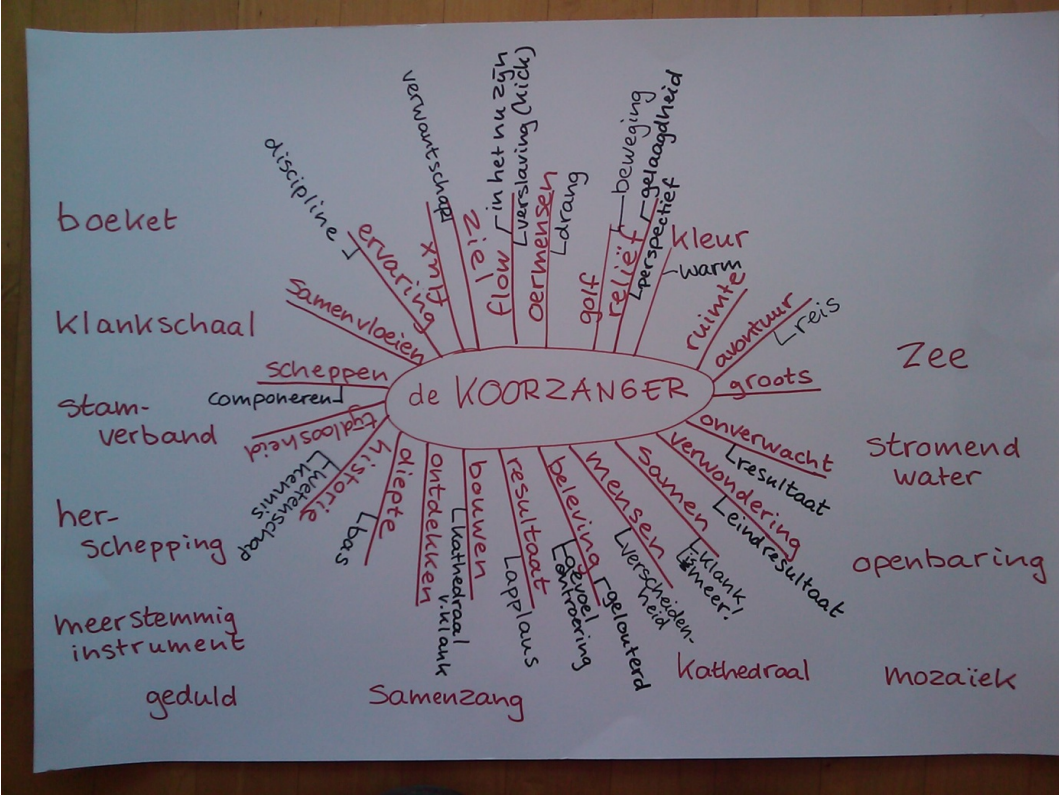 de KOORZANGER
verwantschap
discipline
ervaring
flux
ziel
flow
in het nu zijn
verslaving (kick)
oermensen
drang
golf
reliëf
beweging
gelaagdheid
perspectief
kleur
warm
ruimte
avontuur
reis
groots
onverwacht
resultaat
verwondering
eindresultaat
samen
klank,
meer!
mensen
verscheiden-
heid
beleving
gelouterd
gevoel
ontroering
resultaat
applaus
bouwen
kathedraal
v. klank
ontdekken
diepte
bas
historie
wetenschap
kennis
tijdloosheid
scheppen
componeren
samenvloeien
boeket
klankschaal
stam-
verband
her-
schepping
meerstemmig
instrument
geduld
Samenzang
Kathedraal
mozaïek
openbaring
stromend
water
Zee